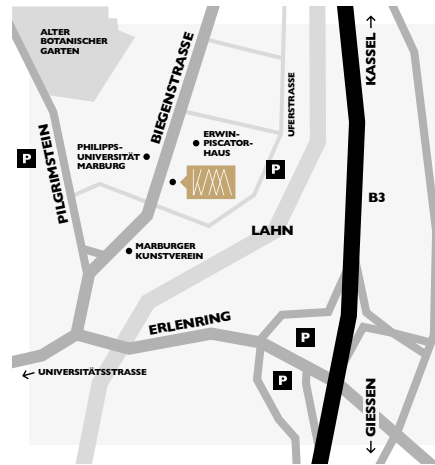 ALTER
BOTANISCHER
GARTEN
KASSEL
BIEGENSTRASSE
UFERSTRASSE
ERWIN-
PISCATOR-
HAUS
PHILIPPS-
UNIVERSITÄT
MARBURG
P
P
PILGRIMSTEIN
B3
LAHN
MARBURGER
KUNSTVEREIN
ERLENRING
P
P
UNIVERSITÄTSSTRASSE
GIESSEN